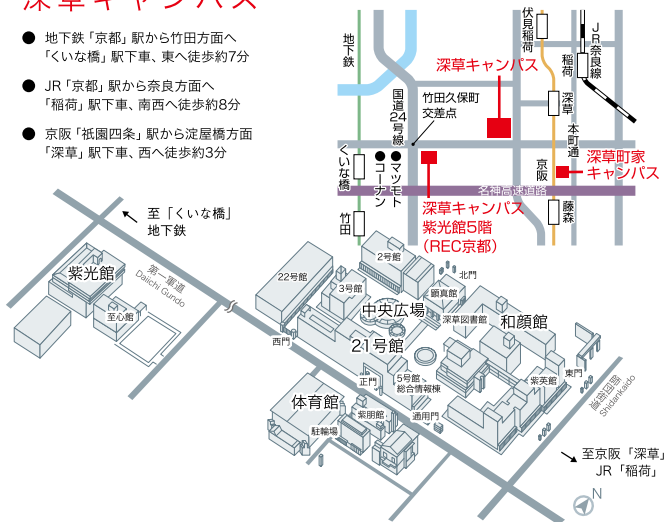 深草キャンパス
● 地下鉄「京都」駅から竹田方面へ
「くいな橋」駅下車、東へ徒歩約7分
● JR「京都」駅から奈良方面へ
「稲荷」駅下車、南西へ徒歩約8分
● 京阪「祇園四条」駅から淀屋橋方面
「深草」駅下車、西へ徒歩約3分
地下鉄
国道24号線
伏見稲荷
JR奈良線
稲荷
深草キャンパス
竹田久保町
交差点
深草
本町通
くいな橋
コーナン
マツモト
京阪
深草町家
キャンパス
名神高速道路
竹田
深草キャンパス
紫光館5階
(REC京都)
藤森
至「くいな橋」
地下鉄
第一軍道
Daiichi Gundo
紫光館
至心館
22号館
2号館
北門
3号館
顕真館
中央広場
深草図書館
和顔館
西門
21号館
正門
5号館
総合情報棟
東門
紫英館
体育館
紫朋館
通用門
駐輪場
師団街道
Shidankaido
至京阪「深草」
JR「稲荷」
N